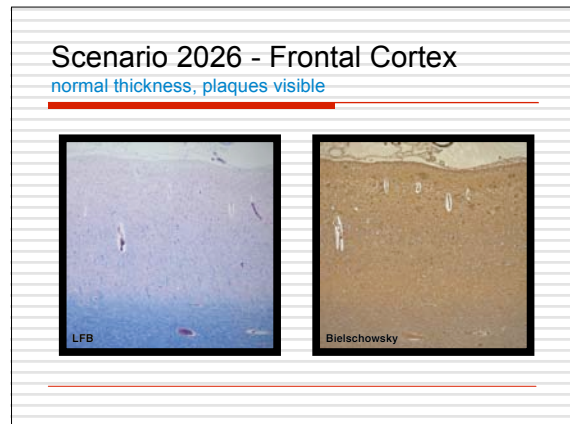 Scenario 2026 - Frontal Cortex
normal thickness, plaques visible
LFB
Bielschowsky